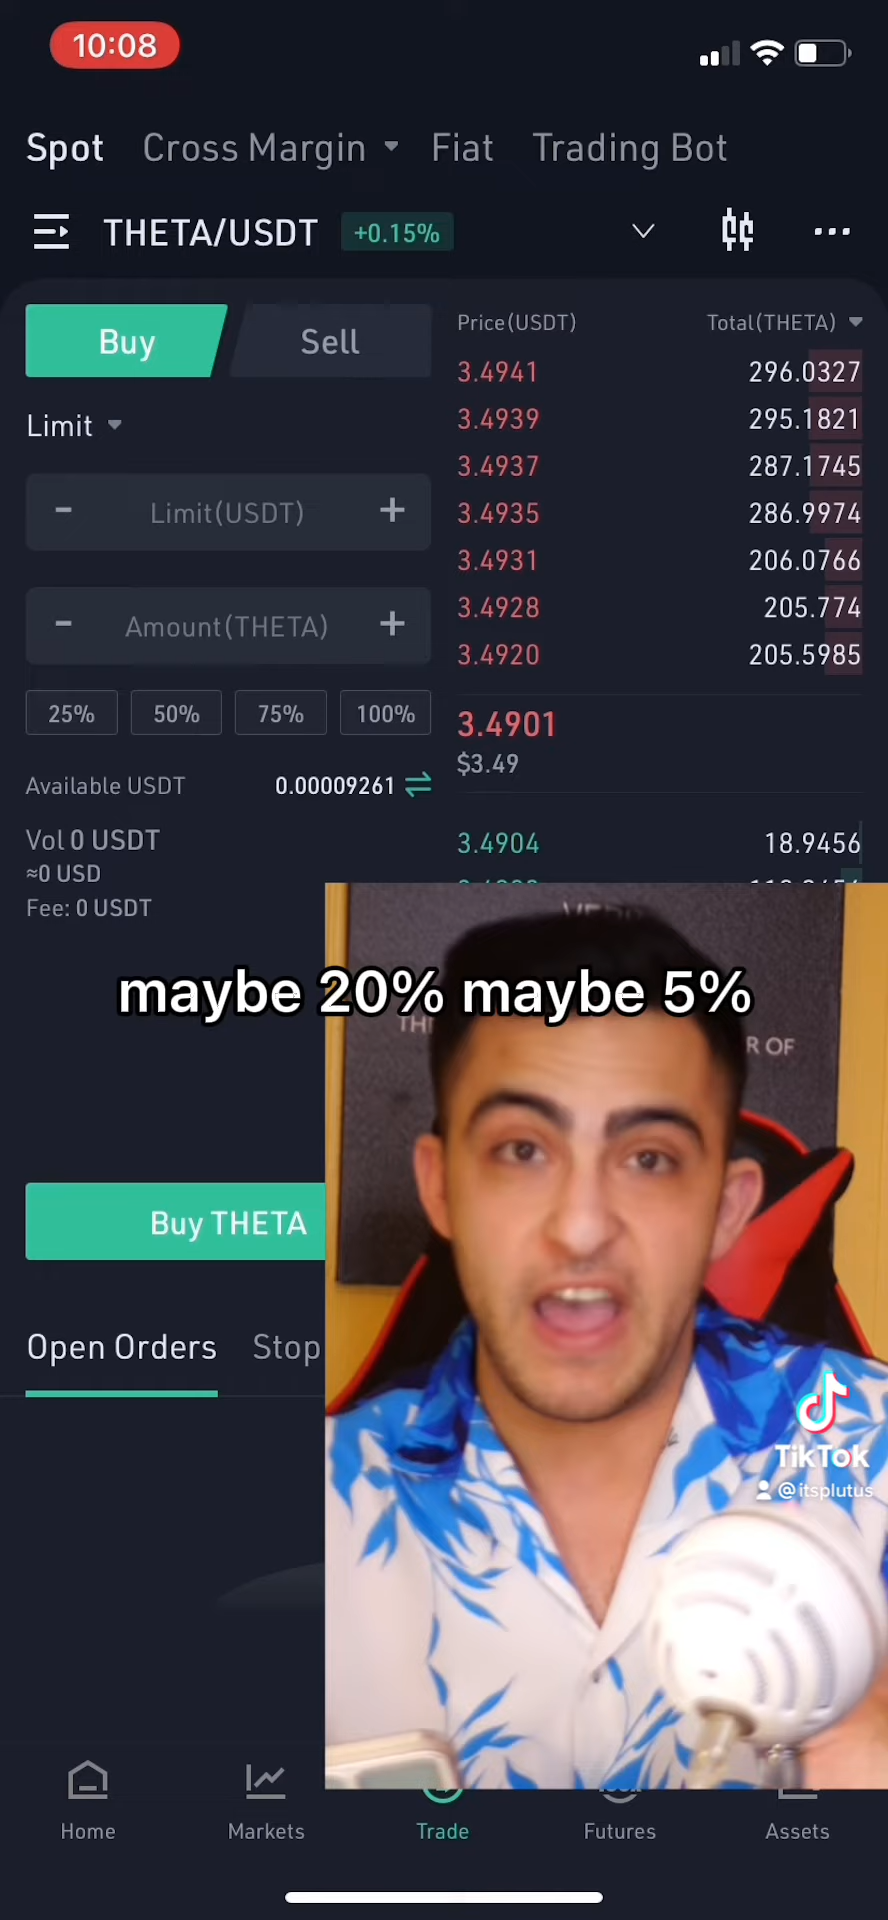 10:08
Spot Cross Margin Fiat Trading Bot
THETA/USDT +0.15%
Buy Sell
Limit
- Limit(USDT) +
- Amount(THETA) +
25% 50% 75% 100%
Available USDT 0.00009261
Vol 0 USDT
≈0 USD
Fee: 0 USDT
Price(USDT) Total(THETA)
3.4941 296.0327
3.4939 295.1821
3.4937 287.1745
3.4935 286.9974
3.4931 206.0766
3.4928 205.774
3.4920 205.5985
3.4901
$3.49
3.4904 18.9456
maybe 20% maybe 5%
R OF
Buy THETA
Open Orders Stop
TikTok
@itsplutus
Home Markets Trade Futures Assets